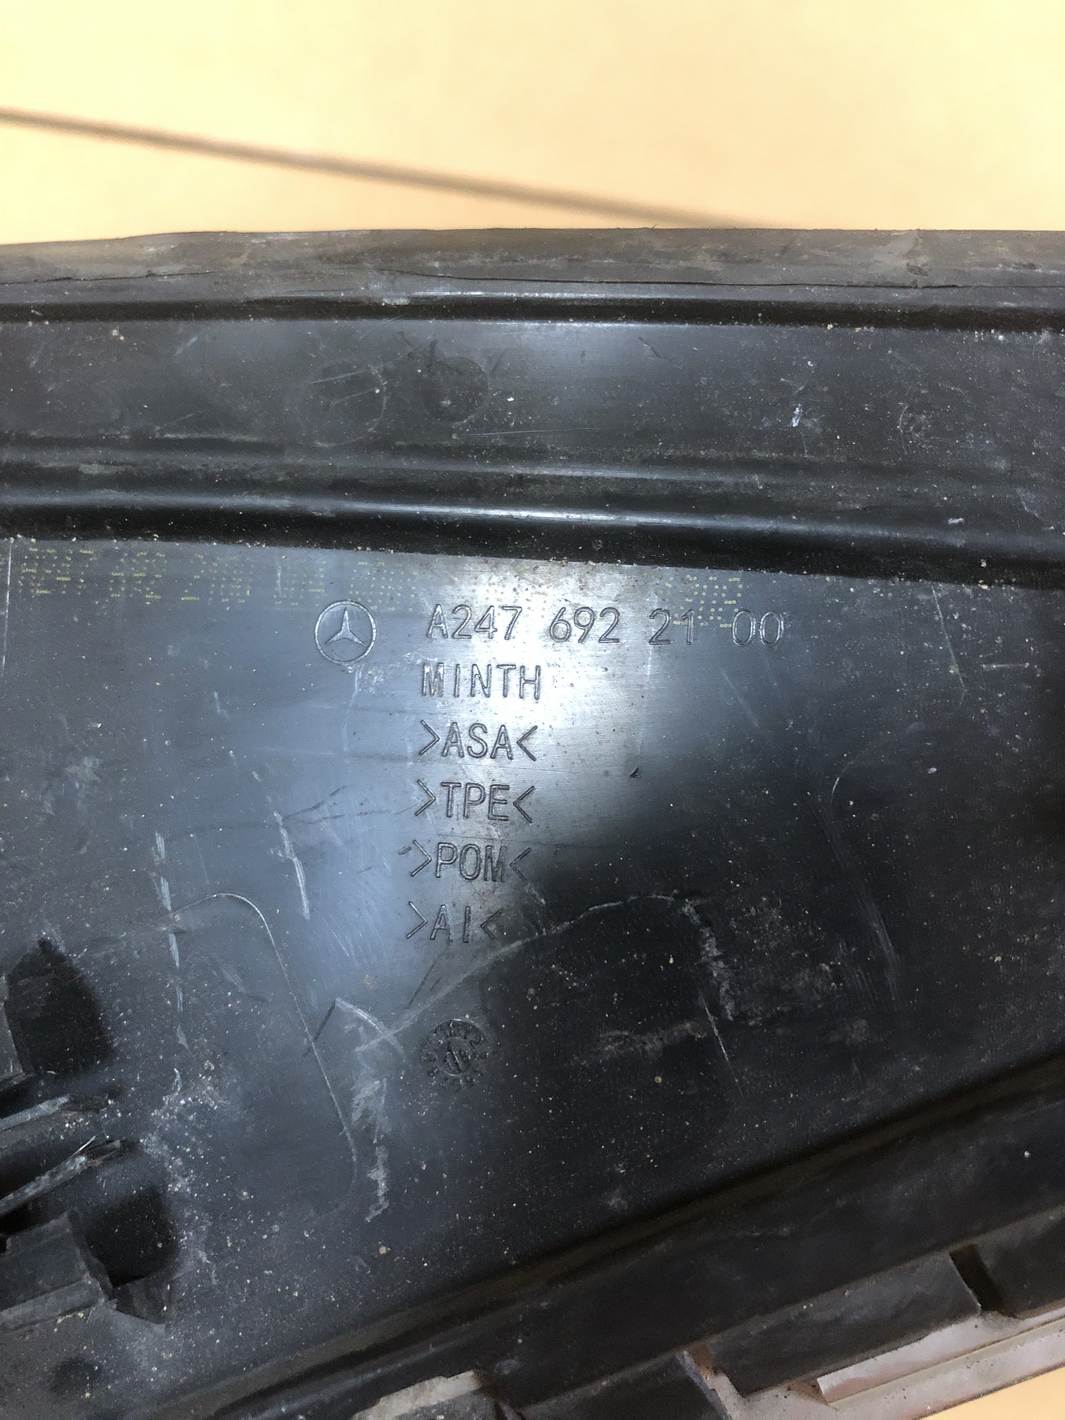 A247 692 21 00
MINTH
>ASA<
>TPE<
>POM<
>AI<